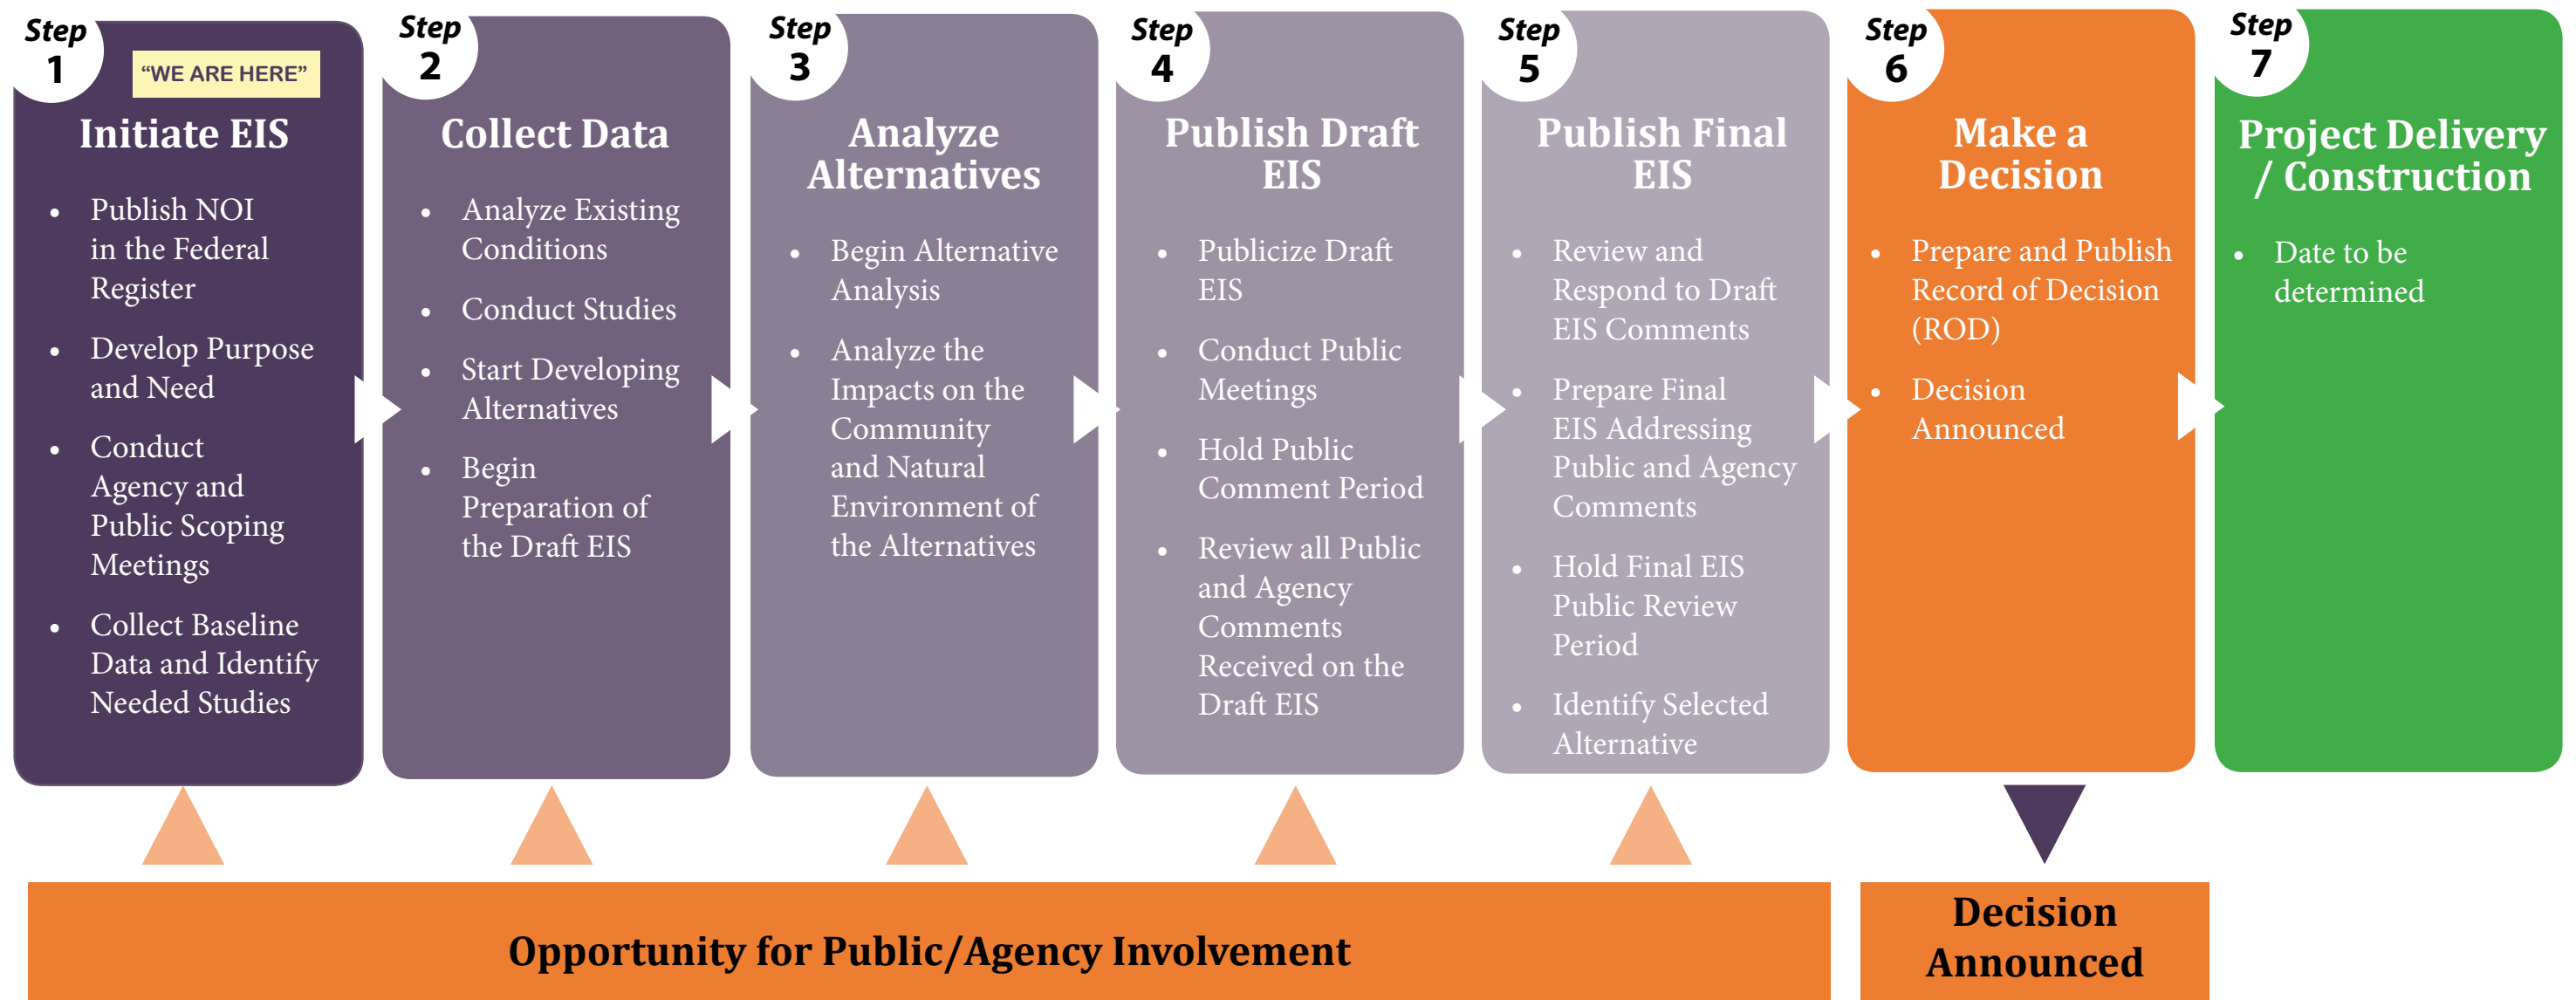 Step
1
“WE ARE HERE”
Initiate EIS
• Publish NOI
in the Federal
Register
• Develop Purpose
and Need
• Conduct
Agency and
Public Scoping
Meetings
• Collect Baseline
Data and Identify
Needed Studies
Step
2
Collect Data
• Analyze Existing
Conditions
• Conduct Studies
• Start Developing
Alternatives
• Begin
Preparation of
the Draft EIS
Step
3
Analyze
Alternatives
• Begin Alternative
Analysis
• Analyze the
Impacts on the
Community
and Natural
Environment of
the Alternatives
Step
4
Publish Draft
EIS
• Publicize Draft
EIS
• Conduct Public
Meetings
• Hold Public
Comment Period
• Review all Public
and Agency
Comments
Received on the
Draft EIS
Step
5
Publish Final
EIS
• Review and
Respond to Draft
EIS Comments
• Prepare Final
EIS Addressing
Public and Agency
Comments
• Hold Final EIS
Public Review
Period
• Identify Selected
Alternative
Step
6
Make a
Decision
• Prepare and Publish
Record of Decision
(ROD)
• Decision
Announced
Step
7
Project Delivery
/ Construction
• Date to be
determined
Opportunity for Public/Agency Involvement
Decision
Announced